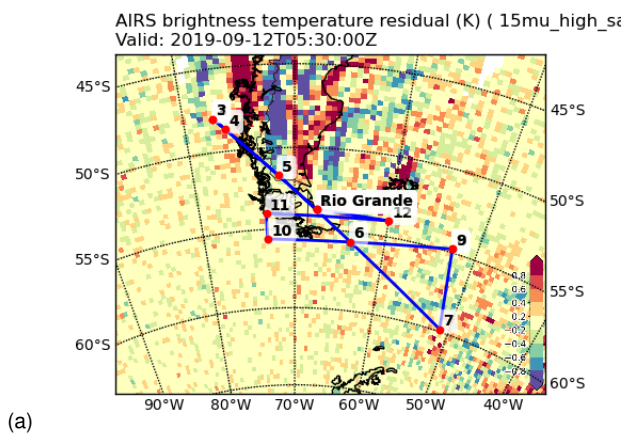 AIRS brightness temperature residual (K) ( 15mu_high_sa
Valid: 2019-09-12T05:30:00Z
45°S
50°S
55°S
60°S
45°S
50°S
55°S
60°S
3
4
5
Rio Grande
11
12
10
6
9
7
0.8
0.6
0.4
0.2
−0.2
−0.4
−0.6
−0.8
90°W
80°W
70°W
60°W
50°W
40°W
(a)